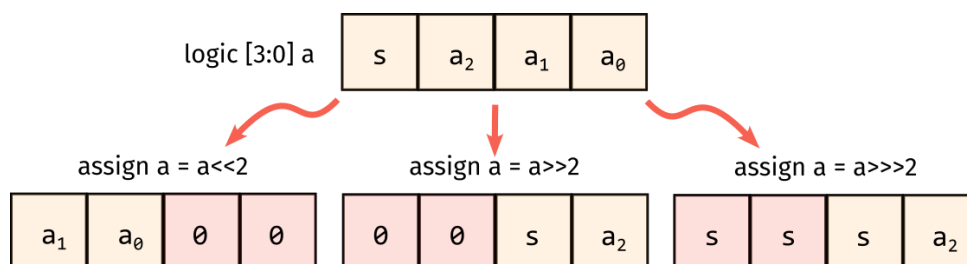 logic [3:0] a s a₂ a₁ a₀
assign a = a<<2 assign a = a>>2 assign a = a>>>2
a₁ a₀ 0 0 0 0 s a₂ s s s a₂